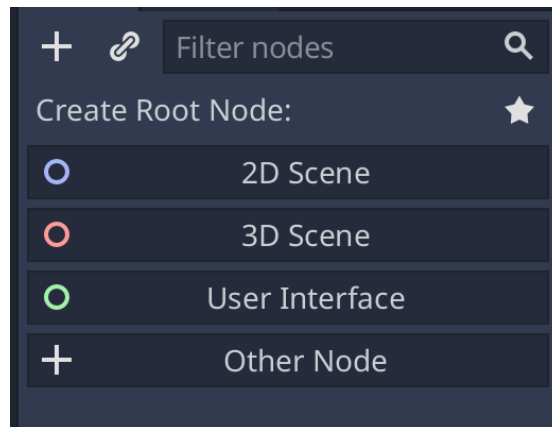 Filter nodes
Create Root Node:
2D Scene
3D Scene
User Interface
Other Node